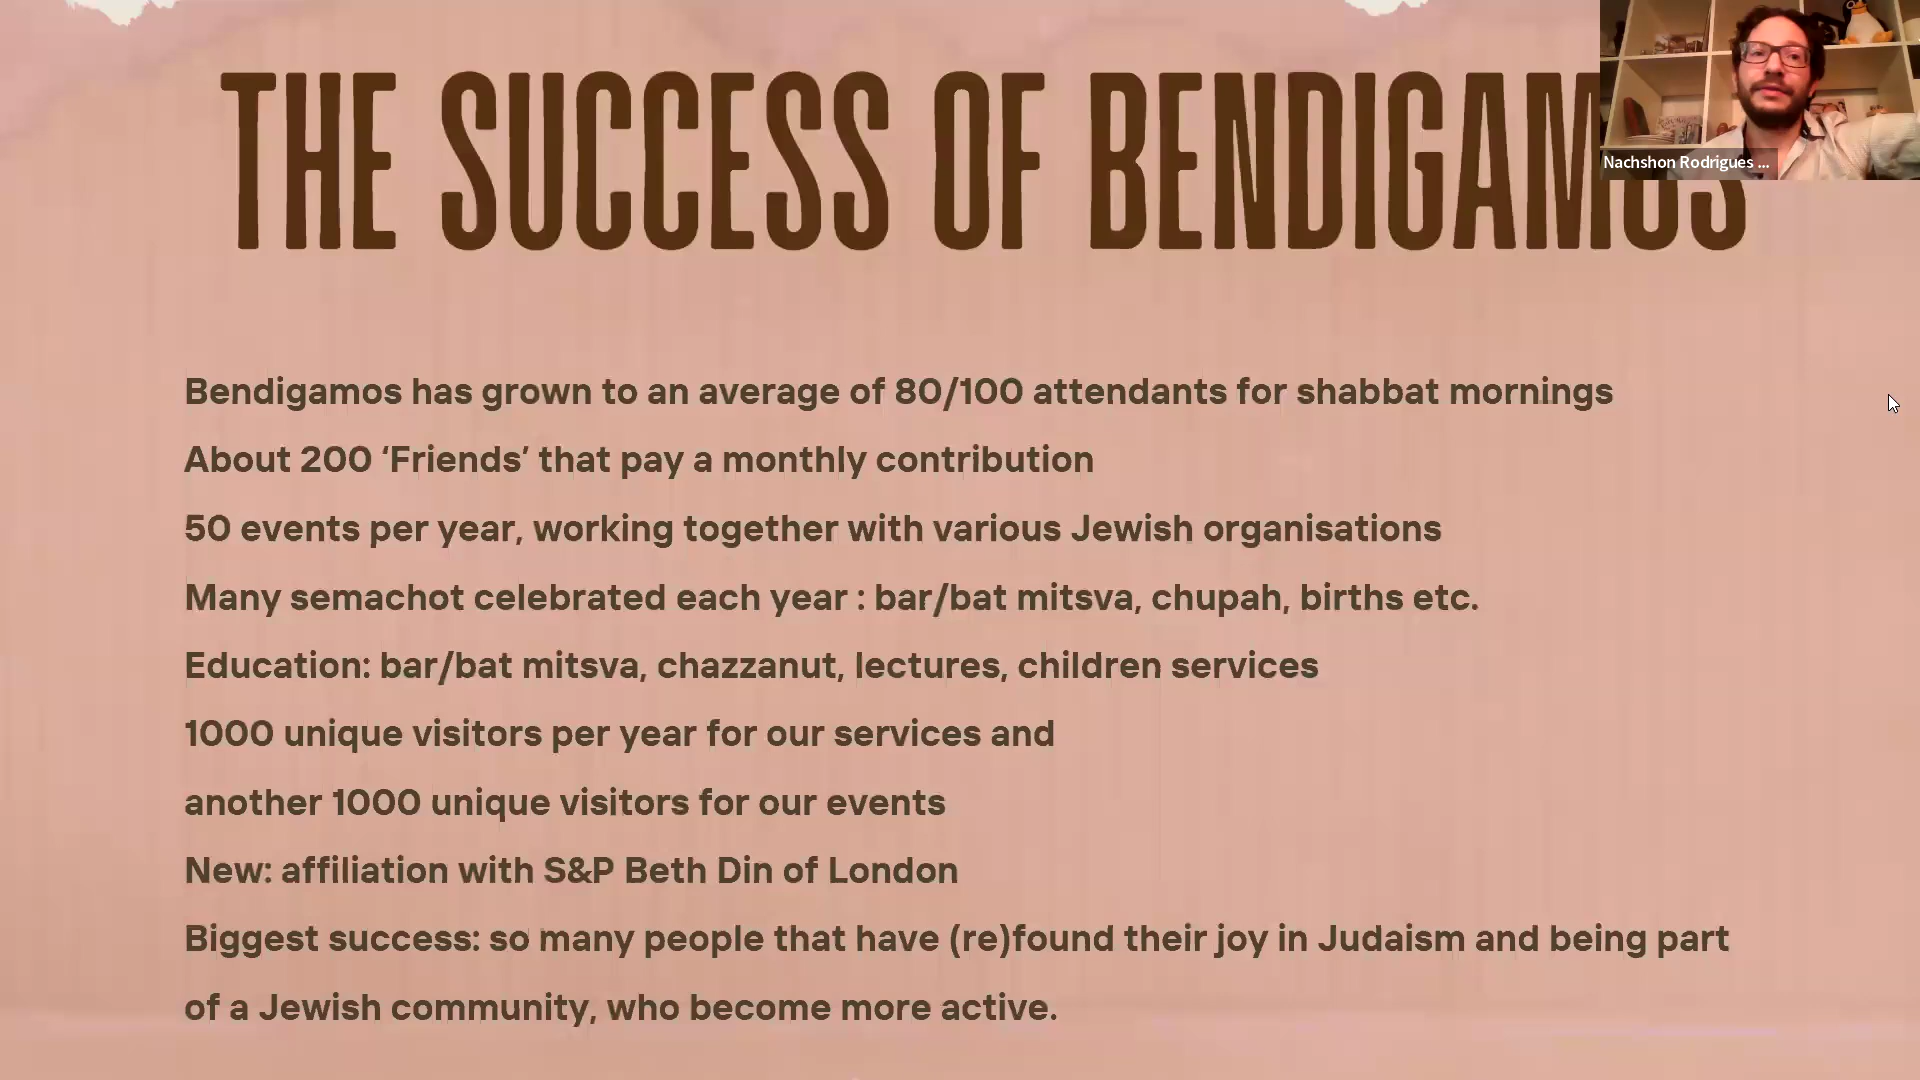 THE SUCCESS OF BENDIGAMOS
Nachshon Rodrigues ...
Bendigamos has grown to an average of 80/100 attendants for shabbat mornings
About 200 ‘Friends’ that pay a monthly contribution
50 events per year, working together with various Jewish organisations
Many semachot celebrated each year : bar/bat mitsva, chupah, births etc.
Education: bar/bat mitsva, chazzanut, lectures, children services
1000 unique visitors per year for our services and
another 1000 unique visitors for our events
New: affiliation with S&P Beth Din of London
Biggest success: so many people that have (re)found their joy in Judaism and being part
of a Jewish community, who become more active.